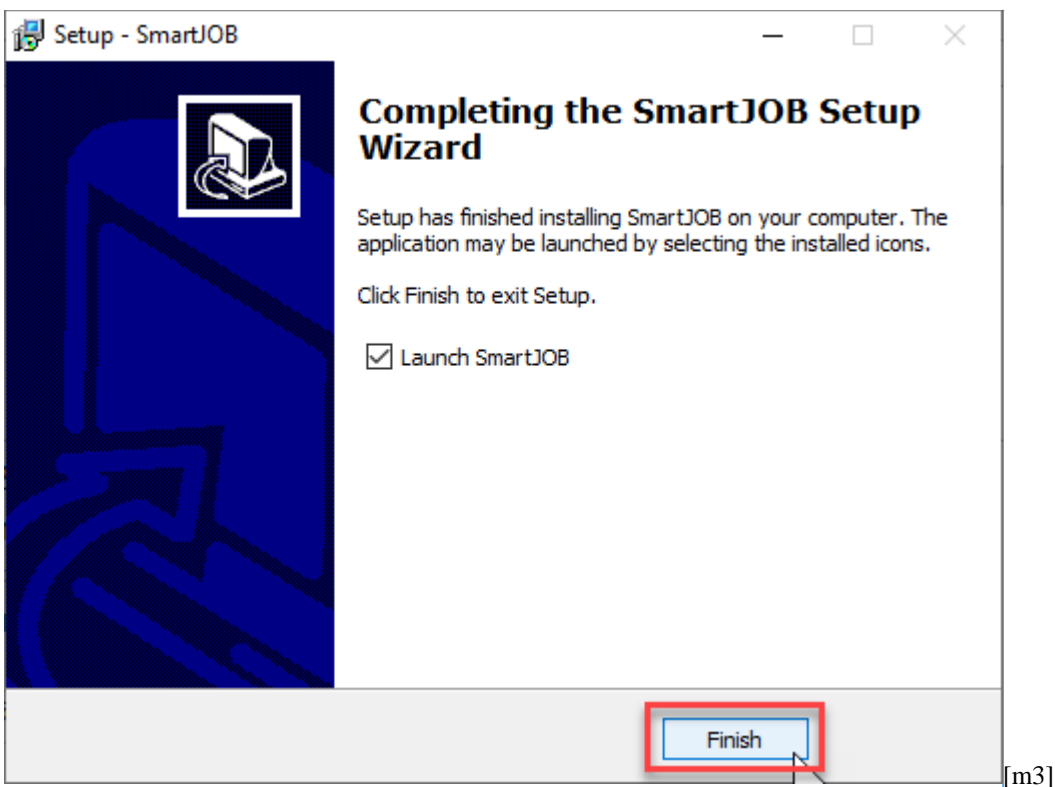 Setup - SmartJOB
Completing the SmartJOB Setup
Wizard
Setup has finished installing SmartJOB on your computer. The
application may be launched by selecting the installed icons.
Click Finish to exit Setup.
Launch SmartJOB
Finish
[m3]